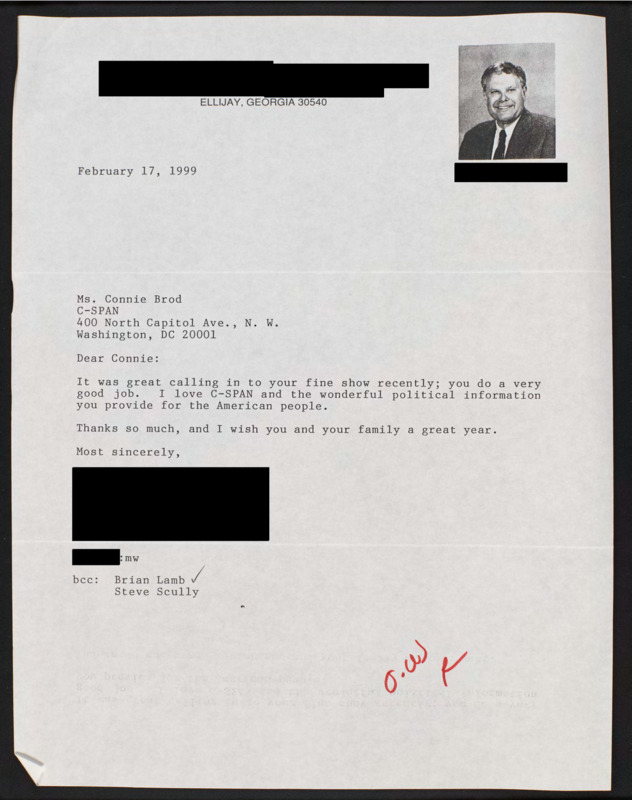 ELLIJAY, GEORGIA 30540
February 17, 1999
Ms. Connie Brod
C-SPAN
400 North Capitol Ave., N. W.
Washington, DC 20001
Dear Connie:
It was great calling in to your fine show recently; you do a very
good job. I love C-SPAN and the wonderful political information
you provide for the American people.
Thanks so much, and I wish you and your family a great year.
Most sincerely,
:mw
bcc: Brian Lamb ✓
Steve Scully